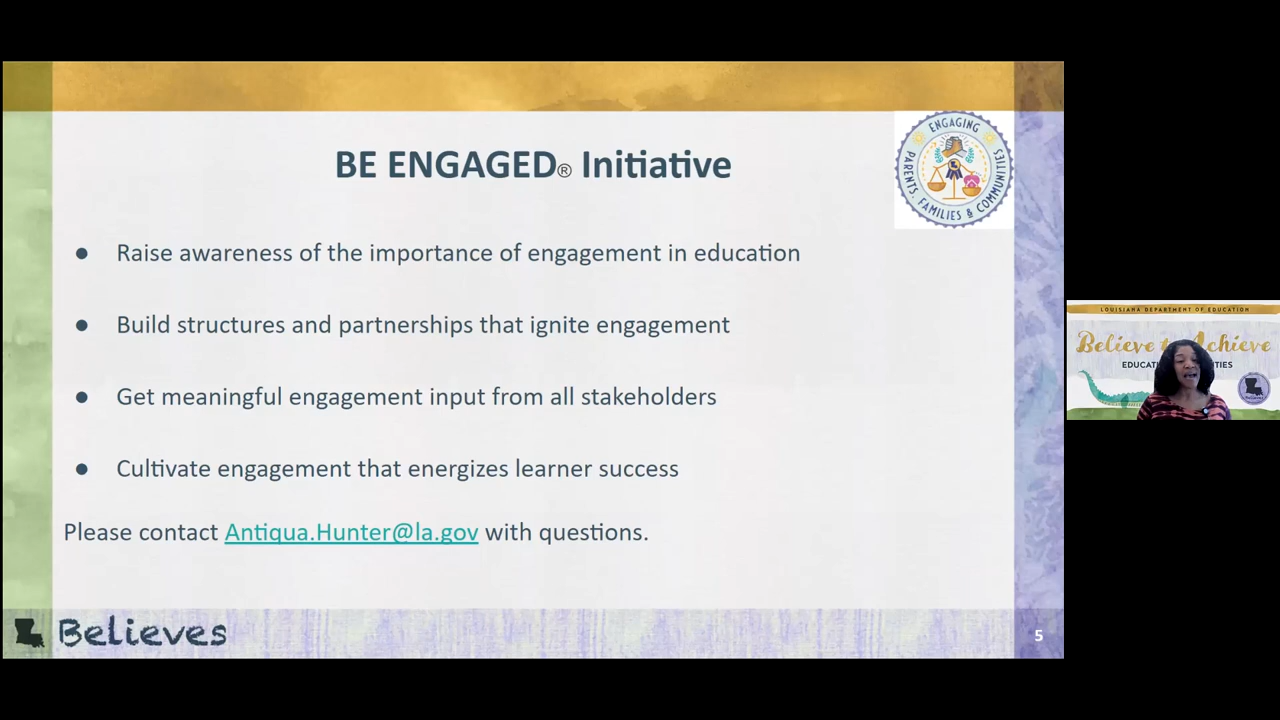 BE ENGAGED® Initiative
ENGAGING
PARENTS, FAMILIES & COMMUNITIES
● Raise awareness of the importance of engagement in education
● Build structures and partnerships that ignite engagement
● Get meaningful engagement input from all stakeholders
● Cultivate engagement that energizes learner success
Please contact Antiqua.Hunter@la.gov with questions.
Believes
5
LOUISIANA DEPARTMENT OF EDUCATION
Believe